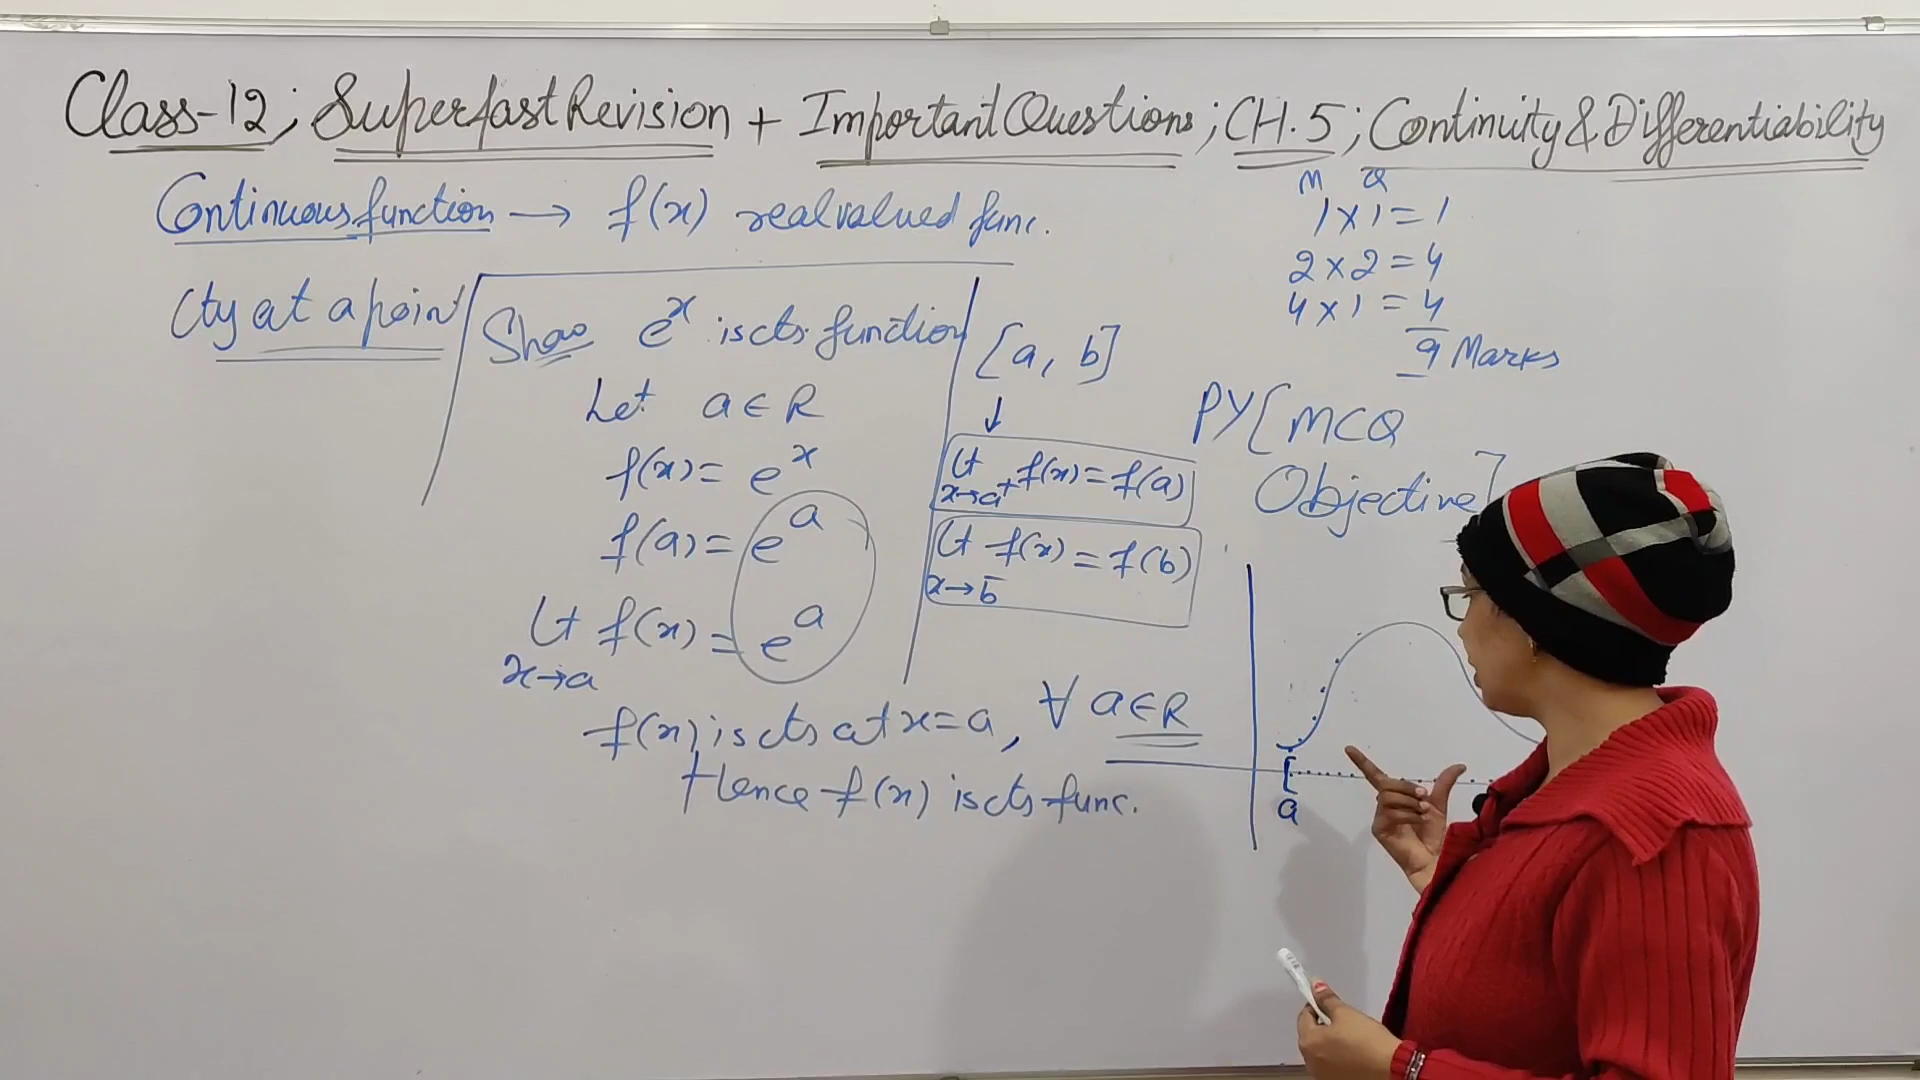 Class-12; Superfast Revision + Important Questions; CH.5; Continuity & Differentiability
Continuous function → f(x) real valued func.
Cty at a point
Show e^x is cts. function
Let a ∈ R
f(x) = e^x
f(a) = e^a
Lt f(x) = e^a
x→a
f(x) is cts at x=a, ∀ a ∈ R
Hence f(x) is cts func.
[a, b]
↓
Lt f(x) = f(a)
x→a⁺
Lt f(x) = f(b)
x→b⁻
M Q
1 × 1 = 1
2 × 2 = 4
4 × 1 = 4
9 Marks
PY[MCQ
Objective]
[
a